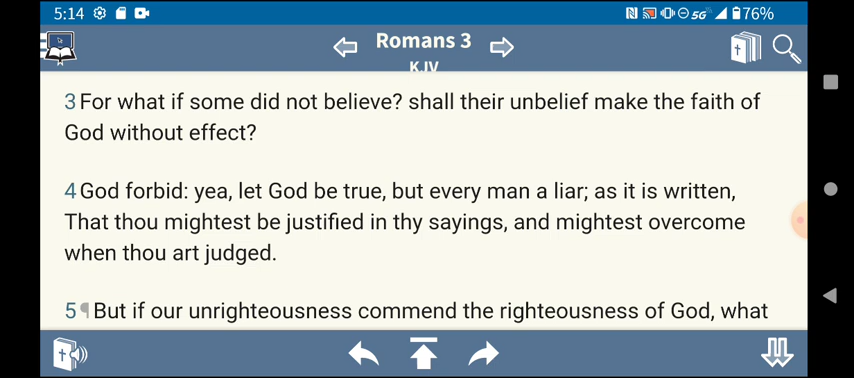 5:14 5G 76%
Romans 3
KJV
3 For what if some did not believe? shall their unbelief make the faith of
God without effect?
4 God forbid: yea, let God be true, but every man a liar; as it is written,
That thou mightest be justified in thy sayings, and mightest overcome
when thou art judged.
5 ¶ But if our unrighteousness commend the righteousness of God, what